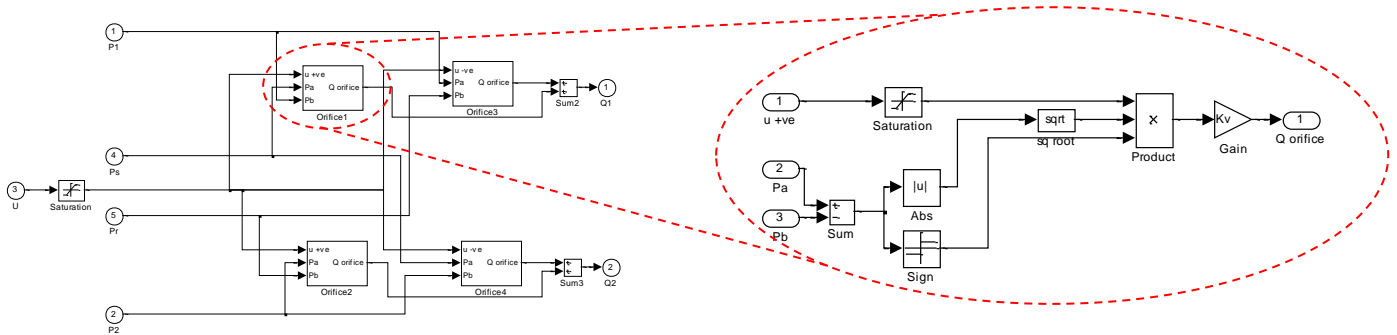 1
P1
u +ve
Pa
Pb
Q orifice
Orifice1
u -ve
Pa
Pb
Q orifice
Orifice3
+
+
Sum2
1
Q1
4
Ps
3
U
Saturation
5
Pr
u +ve
Pa
Pb
Q orifice
Orifice2
u -ve
Pa
Pb
Q orifice
Orifice4
+
+
Sum3
2
Q2
2
P2
1
u +ve
Saturation
sqrt
sq root
×
Product
Kv
Gain
1
Q orifice
2
Pa
3
Pb
+
−
Sum
|u|
Abs
Sign